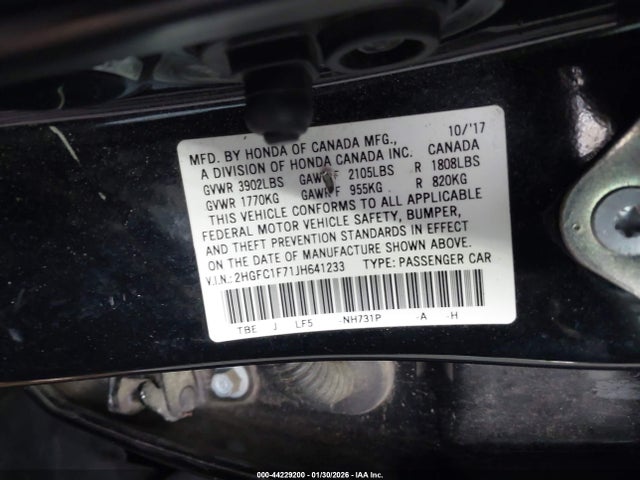 MFD. BY HONDA OF CANADA MFG., 10/'17
A DIVISION OF HONDA CANADA INC. CANADA
GVWR 3902LBS GAWR F 2105LBS R 1808LBS
GVWR 1770KG GAWR F 955KG R 820KG
THIS VEHICLE CONFORMS TO ALL APPLICABLE
FEDERAL MOTOR VEHICLE SAFETY, BUMPER,
AND THEFT PREVENTION STANDARDS IN EFFECT
ON THE DATE OF MANUFACTURE SHOWN ABOVE.
V.I.N.: 2HGFC1F71JH641233 TYPE: PASSENGER CAR
TBE J LF5 -NH731P -A -H
000-44229200 | 01/30/2026 | IAA Inc.